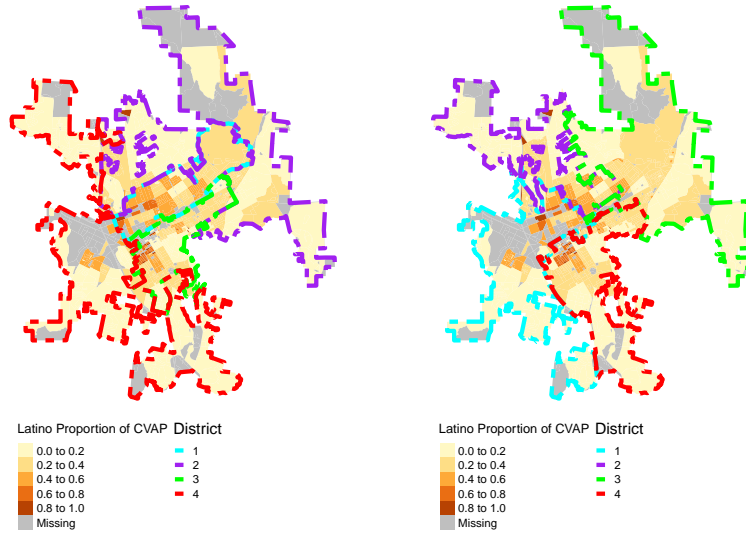 Latino Proportion of CVAP District
0.0 to 0.2 1
0.2 to 0.4 2
0.4 to 0.6 3
0.6 to 0.8 4
0.8 to 1.0
Missing
Latino Proportion of CVAP District
0.0 to 0.2 1
0.2 to 0.4 2
0.4 to 0.6 3
0.6 to 0.8 4
0.8 to 1.0
Missing